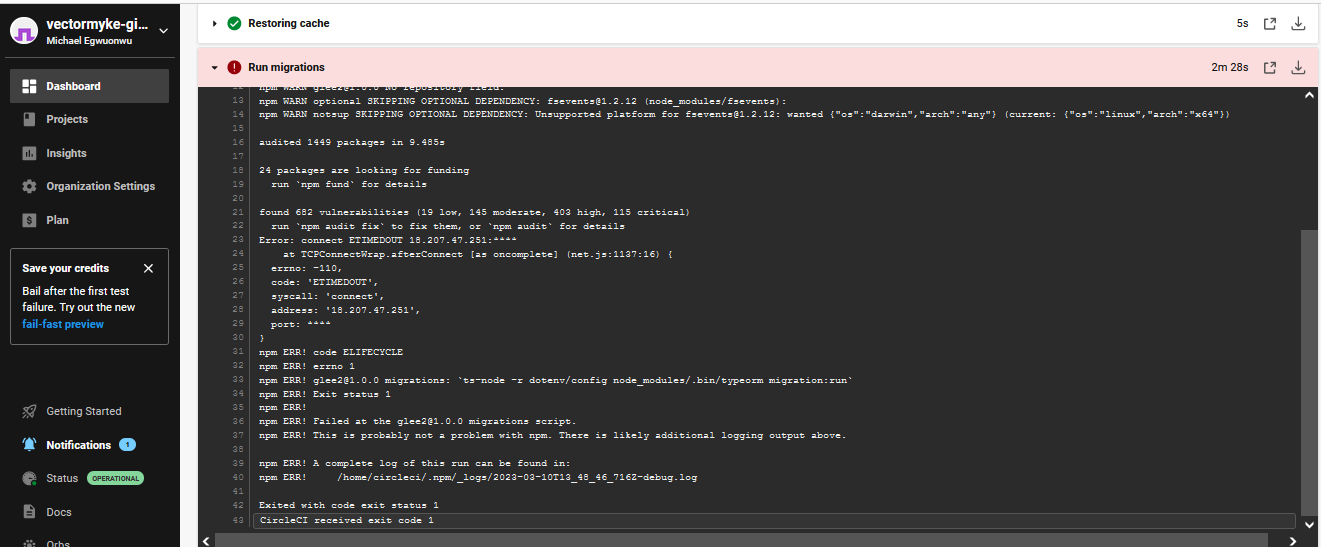 vectormyke-gi...
Michael Egwuonwu
Dashboard
Projects
Insights
Organization Settings
Plan
Save your credits
Bail after the first test
failure. Try out the new
fail-fast preview
Getting Started
Notifications 1
Status OPERATIONAL
Docs
Orbs
Restoring cache 5s
Run migrations 2m 28s
12 npm WARN glee2@1.0.0 No repository field.
13 npm WARN optional SKIPPING OPTIONAL DEPENDENCY: fsevents@1.2.12 (node_modules/fsevents):
14 npm WARN notsup SKIPPING OPTIONAL DEPENDENCY: Unsupported platform for fsevents@1.2.12: wanted {"os":"darwin","arch":"any"} (current: {"os":"linux","arch":"x64"})
15
16 audited 1449 packages in 9.485s
17
18 24 packages are looking for funding
19   run `npm fund` for details
20
21 found 682 vulnerabilities (19 low, 145 moderate, 403 high, 115 critical)
22   run `npm audit fix` to fix them, or `npm audit` for details
23 Error: connect ETIMEDOUT 18.207.47.251:****
24     at TCPConnectWrap.afterConnect [as oncomplete] (net.js:1137:16) {
25   errno: -110,
26   code: 'ETIMEDOUT',
27   syscall: 'connect',
28   address: '18.207.47.251',
29   port: ****
30 }
31 npm ERR! code ELIFECYCLE
32 npm ERR! errno 1
33 npm ERR! glee2@1.0.0 migrations: `ts-node -r dotenv/config node_modules/.bin/typeorm migration:run`
34 npm ERR! Exit status 1
35 npm ERR!
36 npm ERR! Failed at the glee2@1.0.0 migrations script.
37 npm ERR! This is probably not a problem with npm. There is likely additional logging output above.
38
39 npm ERR! A complete log of this run can be found in:
40 npm ERR!     /home/circleci/.npm/_logs/2023-03-10T13_48_46_716Z-debug.log
41
42 Exited with code exit status 1
43 CircleCI received exit code 1